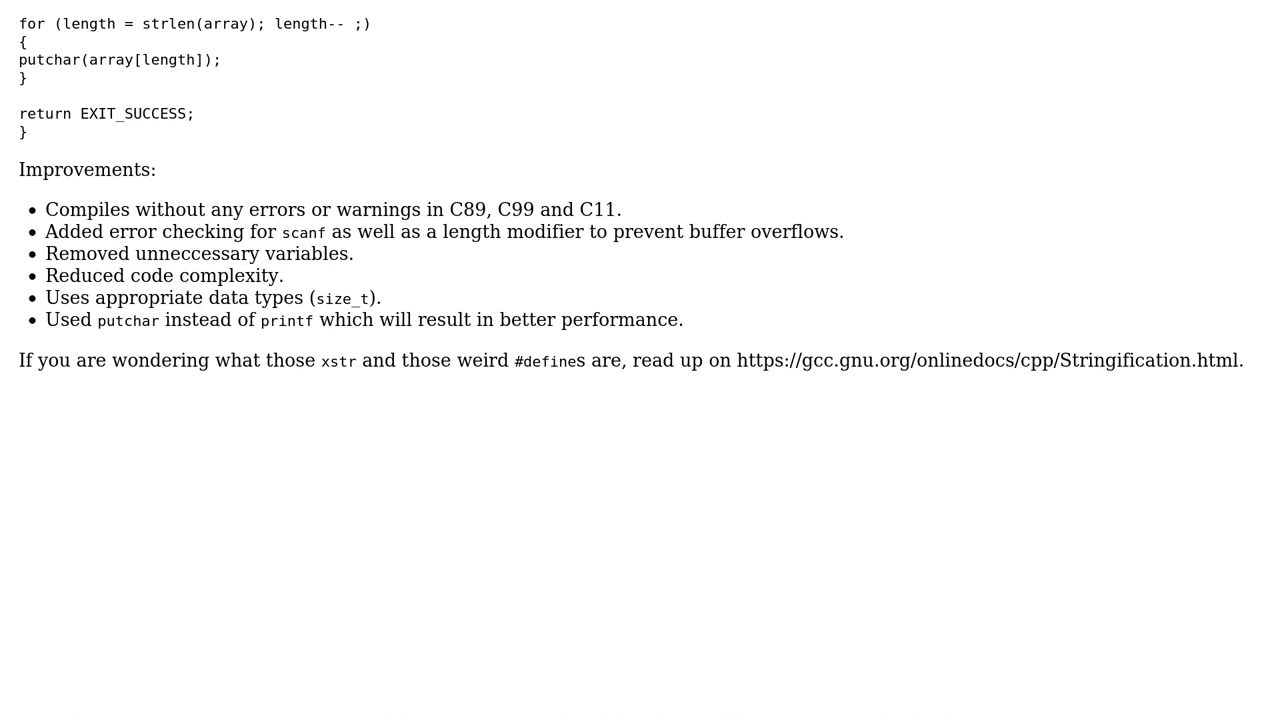 for (length = strlen(array); length-- ;)
{
putchar(array[length]);
}
return EXIT_SUCCESS;
}
Improvements:
• Compiles without any errors or warnings in C89, C99 and C11.
• Added error checking for scanf as well as a length modifier to prevent buffer overflows.
• Removed unneccessary variables.
• Reduced code complexity.
• Uses appropriate data types (size_t).
• Used putchar instead of printf which will result in better performance.
If you are wondering what those xstr and those weird #defines are, read up on https://gcc.gnu.org/onlinedocs/cpp/Stringification.html.